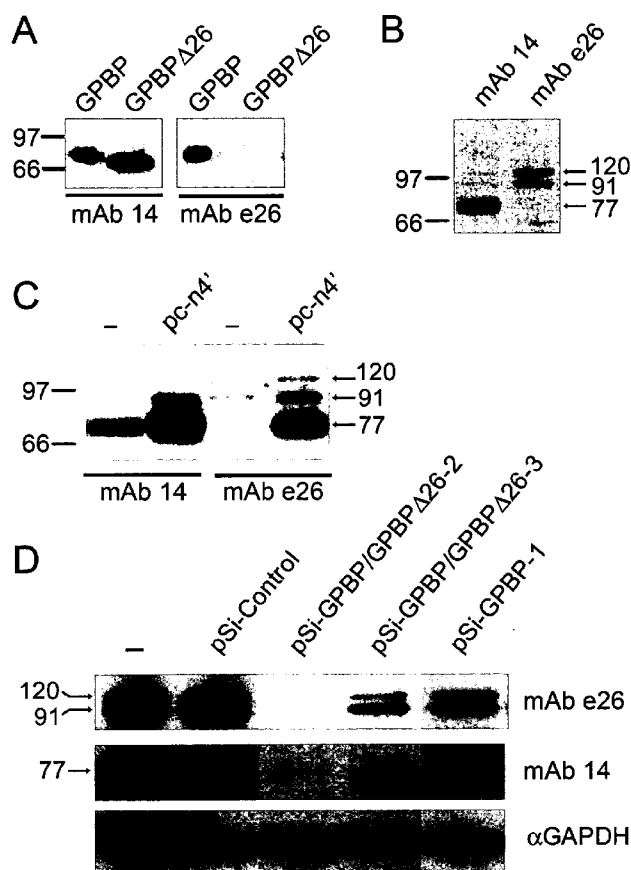 A
GPBP
GPBPΔ26
GPBP
GPBPΔ26
97
66
mAb 14
mAb e26
B
mAb 14
mAb e26
97
66
120
91
77
C
–
pc-n4'
–
pc-n4'
97
66
120
91
77
mAb 14
mAb e26
D
–
pSi-Control
pSi-GPBP/GPBPΔ26-2
pSi-GPBP/GPBPΔ26-3
pSi-GPBP-1
120
91
mAb e26
77
mAb 14
αGAPDH